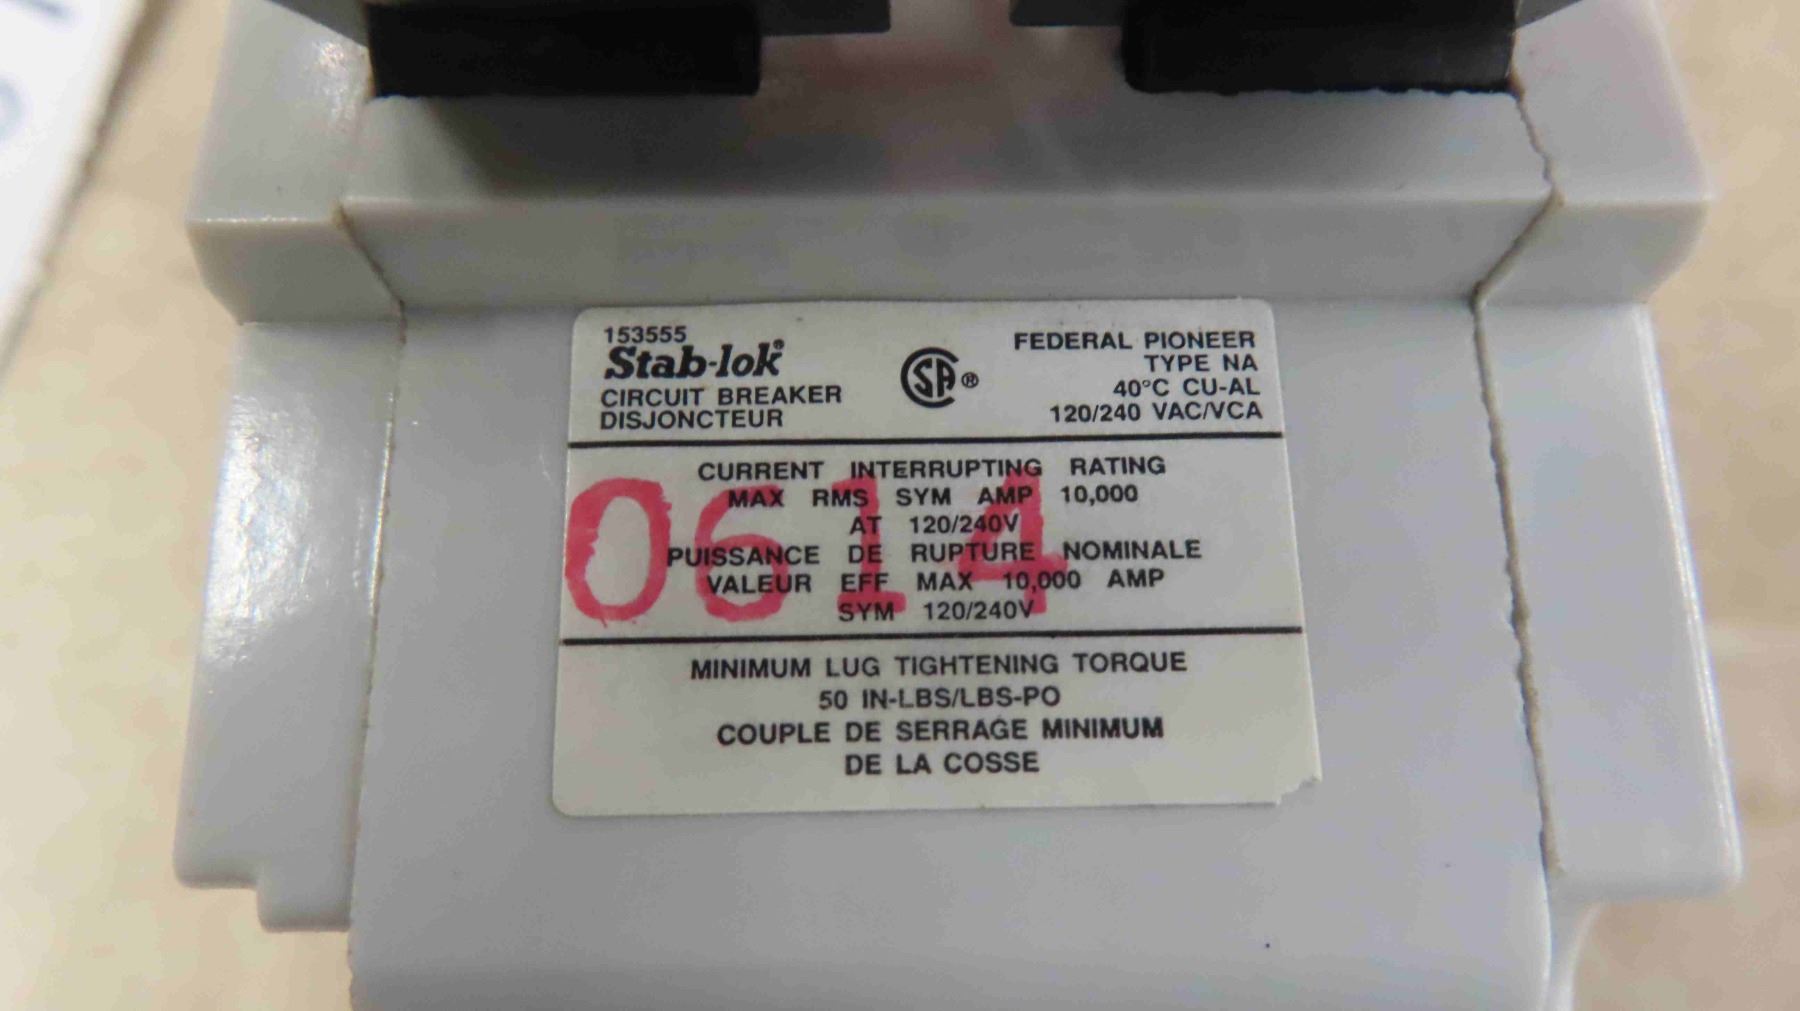 153555
Stab-lok®
CIRCUIT BREAKER
DISJONCTEUR
SA ®
FEDERAL PIONEER
TYPE NA
40°C CU-AL
120/240 VAC/VCA
CURRENT INTERRUPTING RATING
MAX RMS SYM AMP 10,000
AT 120/240V
PUISSANCE DE RUPTURE NOMINALE
VALEUR EFF MAX 10,000 AMP
SYM 120/240V
0614
MINIMUM LUG TIGHTENING TORQUE
50 IN-LBS/LBS-PO
COUPLE DE SERRAGE MINIMUM
DE LA COSSE